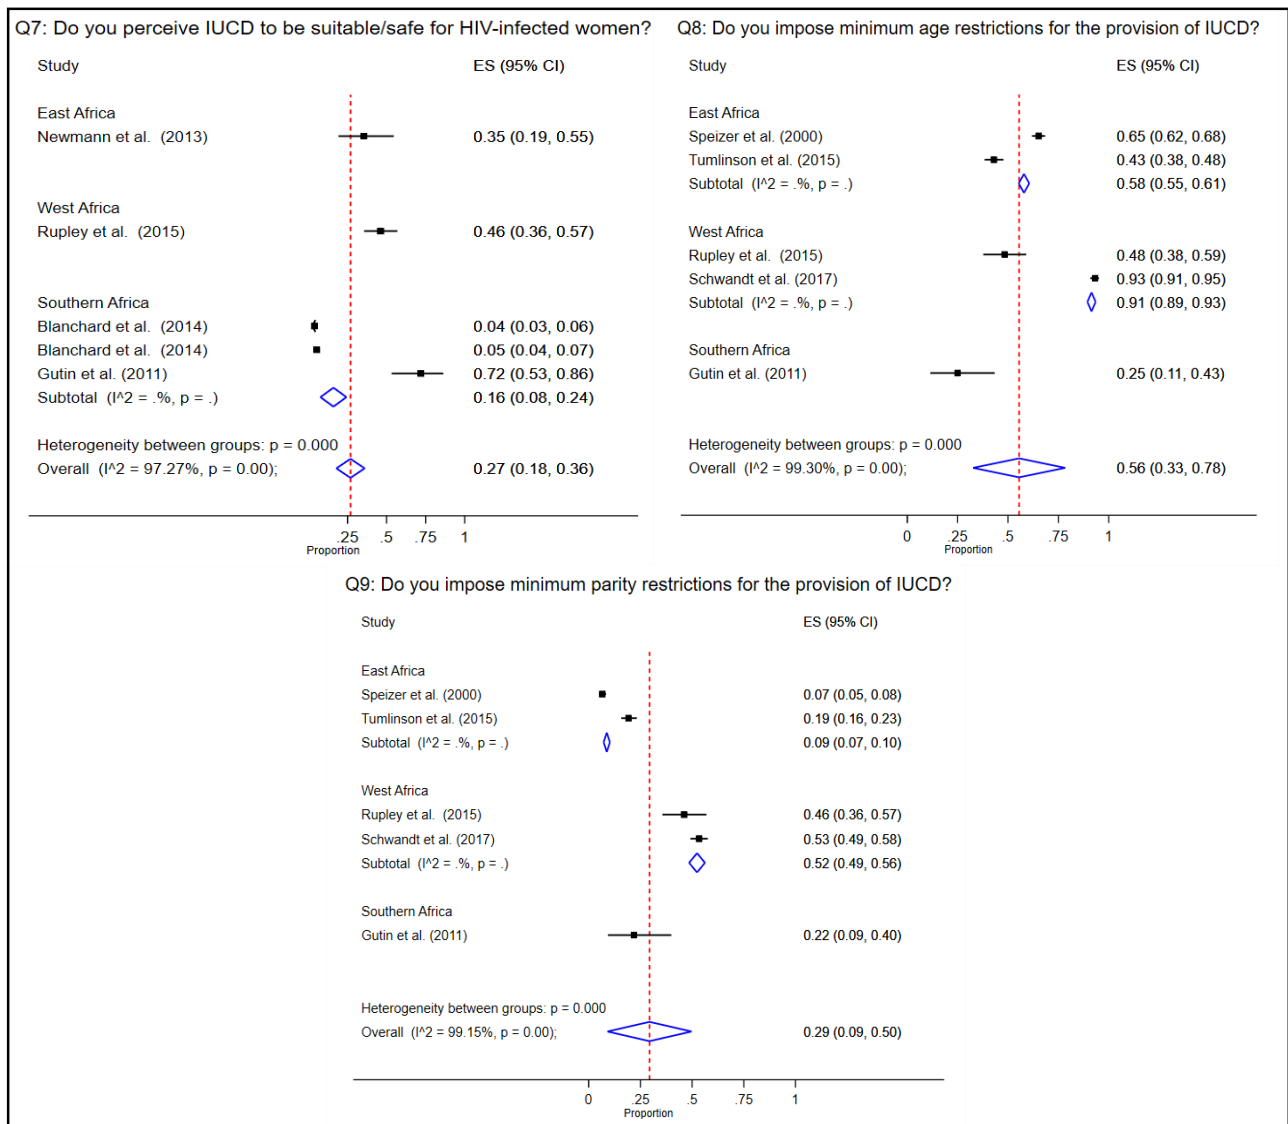 Q7: Do you perceive IUCD to be suitable/safe for HIV-infected women?
Study ES (95% CI)
East Africa
Newmann et al. (2013) 0.35 (0.19, 0.55)
West Africa
Rupley et al. (2015) 0.46 (0.36, 0.57)
Southern Africa
Blanchard et al. (2014) 0.04 (0.03, 0.06)
Blanchard et al. (2014) 0.05 (0.04, 0.07)
Gutin et al. (2011) 0.72 (0.53, 0.86)
Subtotal (I^2 = .%, p = .) 0.16 (0.08, 0.24)
Heterogeneity between groups: p = 0.000
Overall (I^2 = 97.27%, p = 0.00); 0.27 (0.18, 0.36)
.25 .5 .75 1
Proportion
Q8: Do you impose minimum age restrictions for the provision of IUCD?
Study ES (95% CI)
East Africa
Speizer et al. (2000) 0.65 (0.62, 0.68)
Tumlinson et al. (2015) 0.43 (0.38, 0.48)
Subtotal (I^2 = .%, p = .) 0.58 (0.55, 0.61)
West Africa
Rupley et al. (2015) 0.48 (0.38, 0.59)
Schwandt et al. (2017) 0.93 (0.91, 0.95)
Subtotal (I^2 = .%, p = .) 0.91 (0.89, 0.93)
Southern Africa
Gutin et al. (2011) 0.25 (0.11, 0.43)
Heterogeneity between groups: p = 0.000
Overall (I^2 = 99.30%, p = 0.00); 0.56 (0.33, 0.78)
0 .25 .5 .75 1
Proportion
Q9: Do you impose minimum parity restrictions for the provision of IUCD?
Study ES (95% CI)
East Africa
Speizer et al. (2000) 0.07 (0.05, 0.08)
Tumlinson et al. (2015) 0.19 (0.16, 0.23)
Subtotal (I^2 = .%, p = .) 0.09 (0.07, 0.10)
West Africa
Rupley et al. (2015) 0.46 (0.36, 0.57)
Schwandt et al. (2017) 0.53 (0.49, 0.58)
Subtotal (I^2 = .%, p = .) 0.52 (0.49, 0.56)
Southern Africa
Gutin et al. (2011) 0.22 (0.09, 0.40)
Heterogeneity between groups: p = 0.000
Overall (I^2 = 99.15%, p = 0.00); 0.29 (0.09, 0.50)
0 .25 .5 .75 1
Proportion